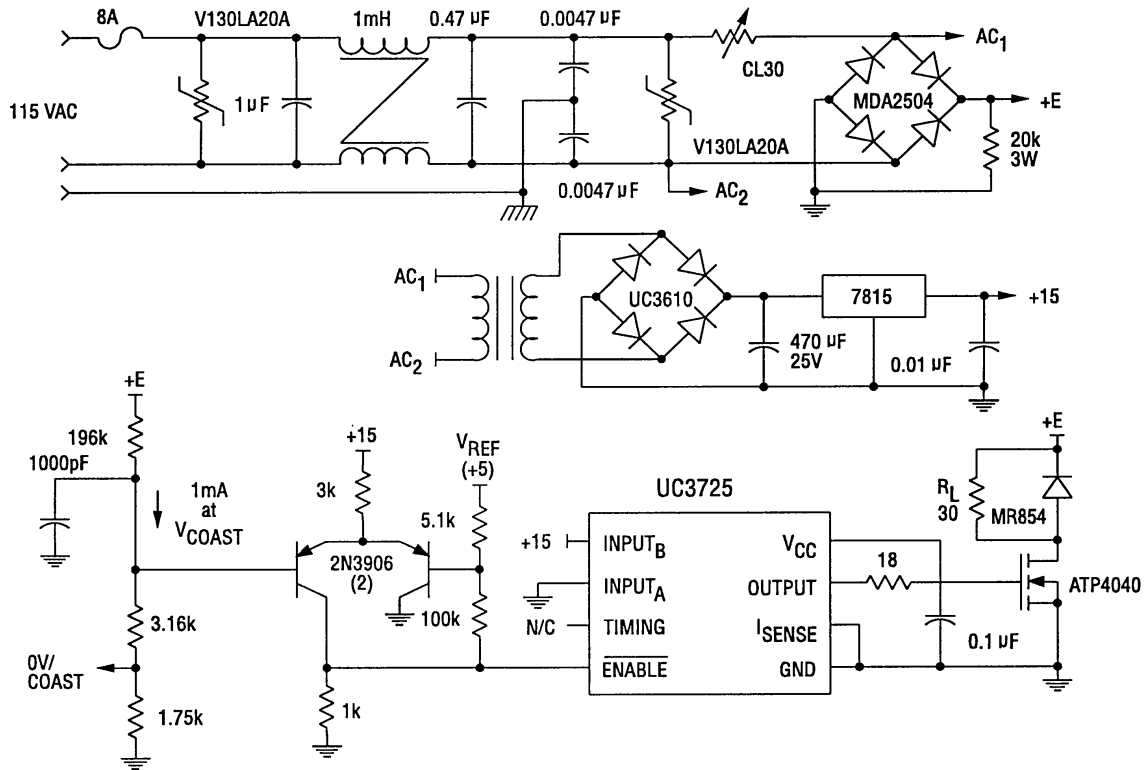 8A
V130LA20A
1mH
0.47 µF
0.0047 µF
AC1
CL30
115 VAC
1µF
MDA2504
+E
V130LA20A
20k
3W
0.0047 µF
AC2
AC1
UC3610
7815
+15
AC2
470 µF
25V
0.01 µF
+E
196k
1000pF
1mA
at
VCOAST
+15
3k
VREF
(+5)
5.1k
2N3906
(2)
100k
3.16k
0V/
COAST
1.75k
1k
UC3725
+15
INPUTB
INPUTA
N/C
TIMING
ENABLE
VCC
OUTPUT
ISENSE
GND
18
0.1 µF
+E
RL
30
MR854
ATP4040